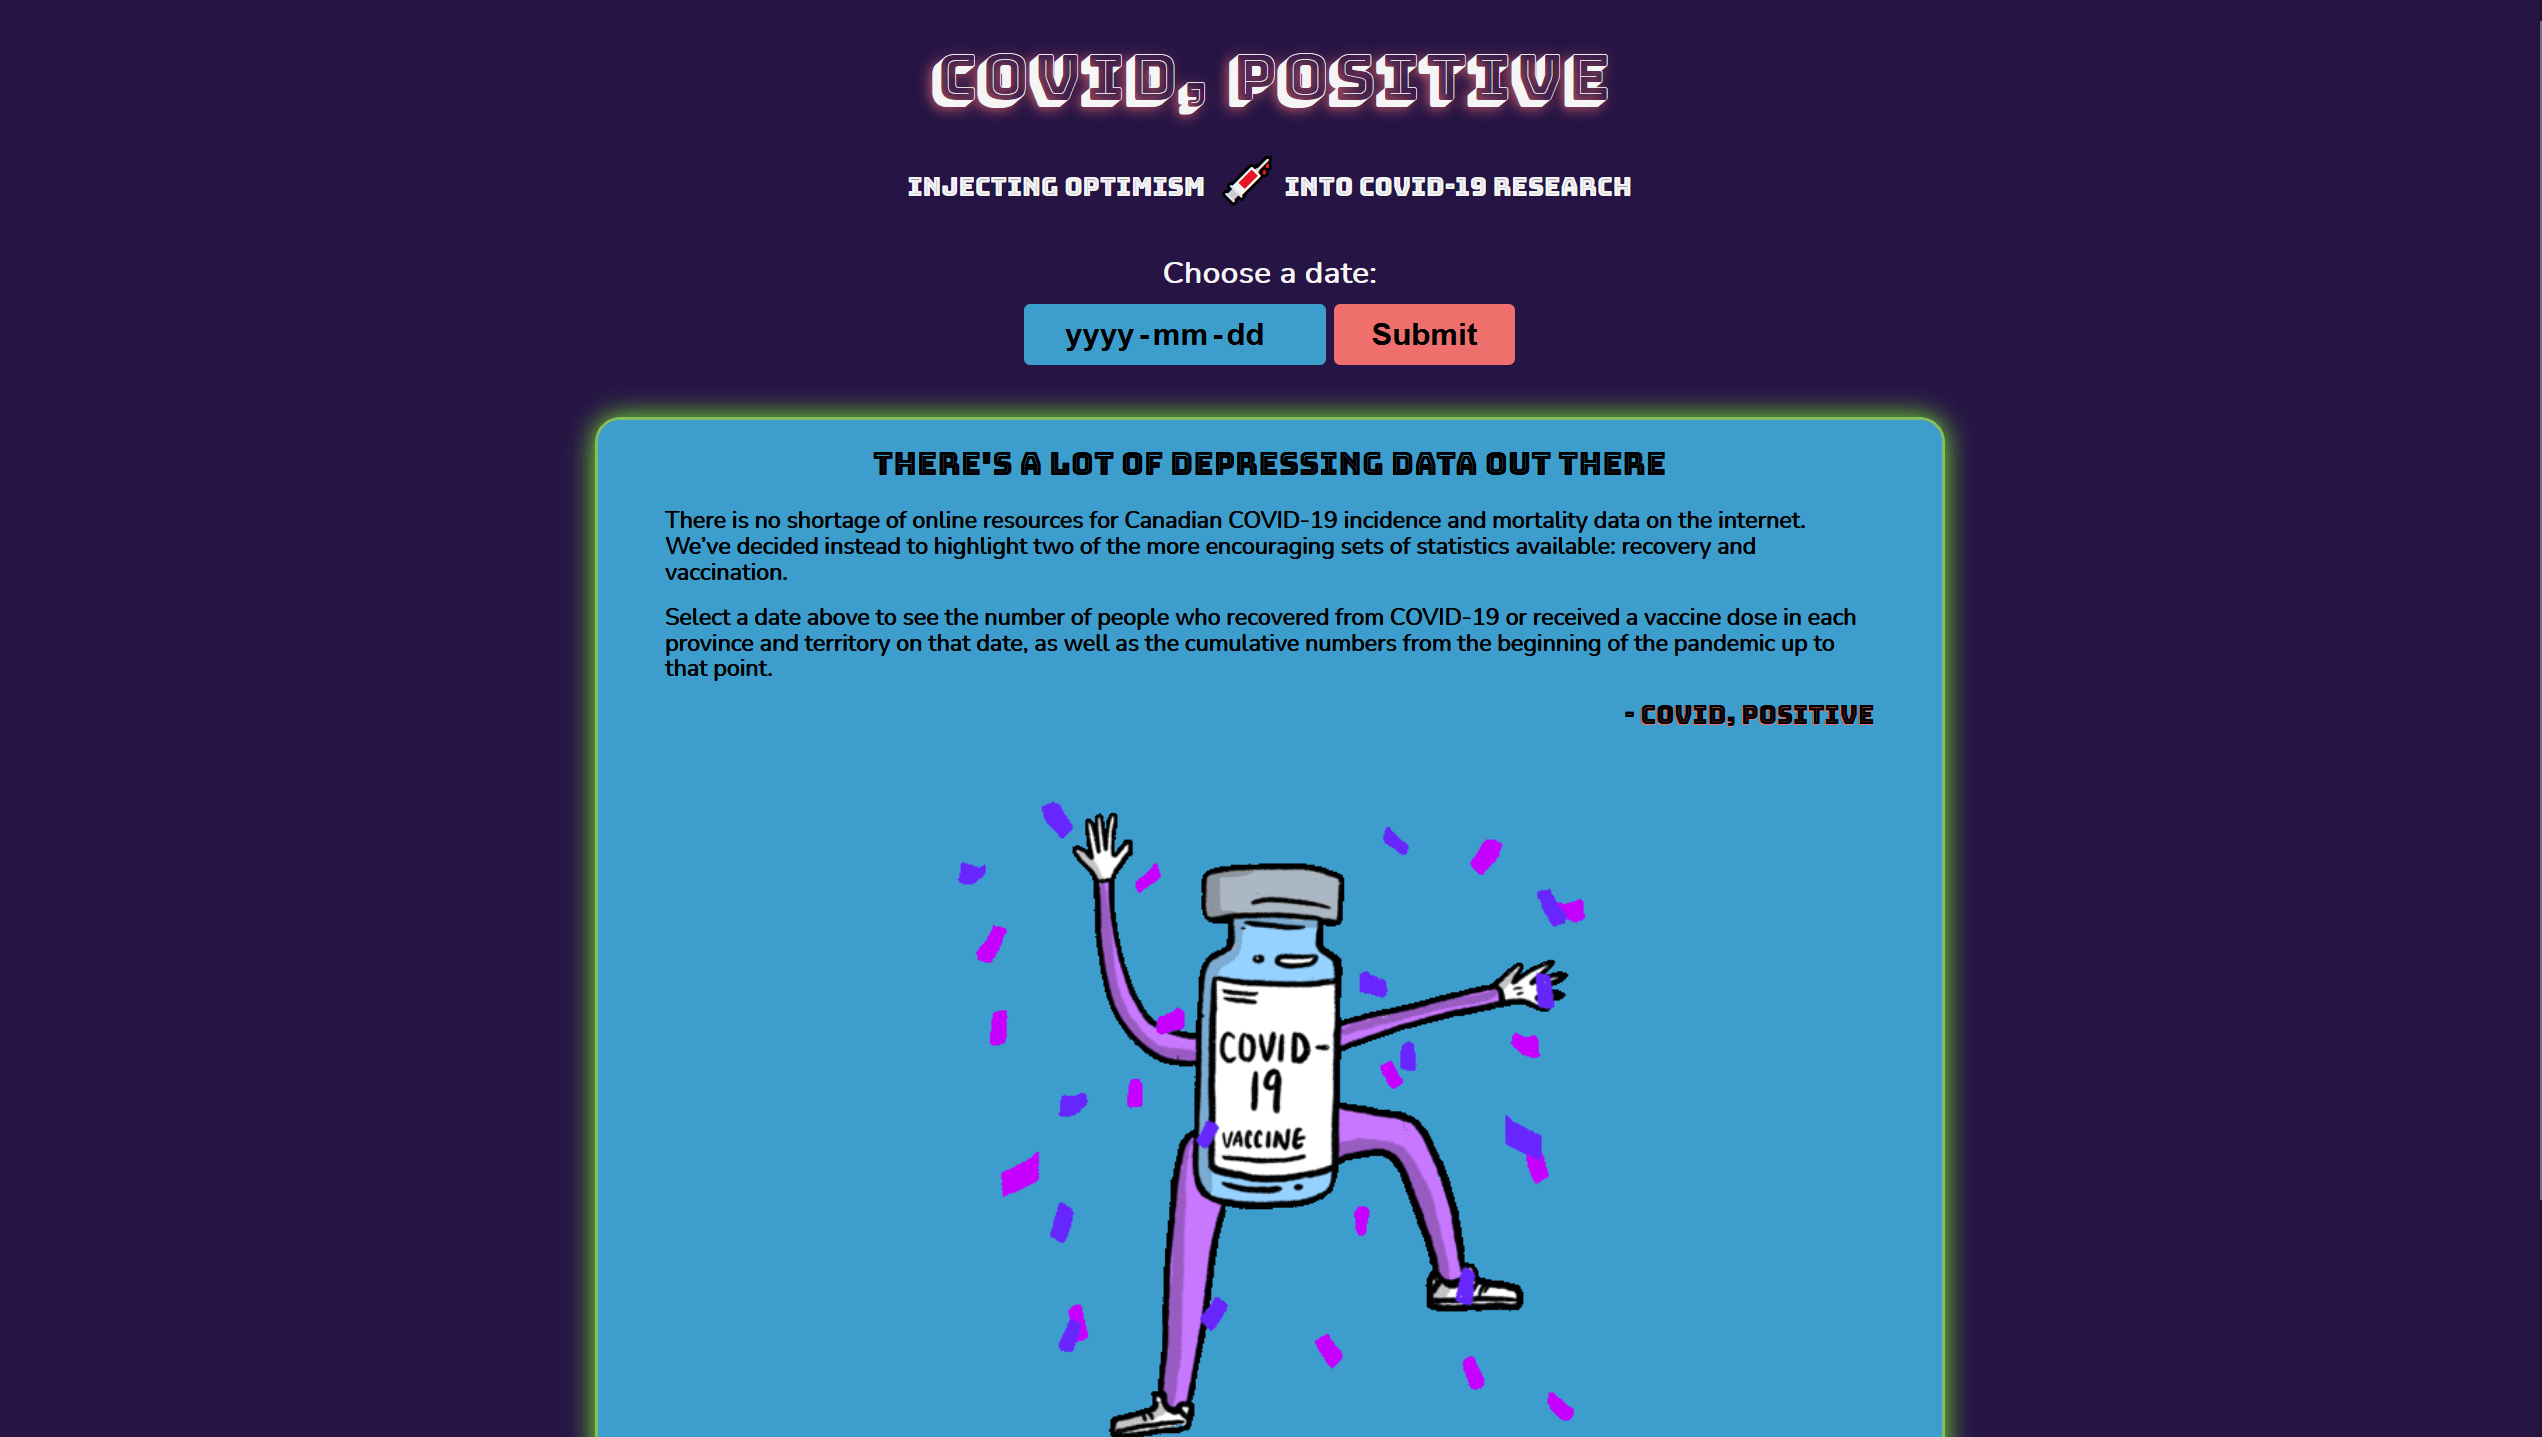 COVID, POSITIVE
INJECTING OPTIMISM INTO COVID-19 RESEARCH
Choose a date:
yyyy-mm-dd Submit
THERE'S A LOT OF DEPRESSING DATA OUT THERE
There is no shortage of online resources for Canadian COVID-19 incidence and mortality data on the internet.
We’ve decided instead to highlight two of the more encouraging sets of statistics available: recovery and
vaccination.
Select a date above to see the number of people who recovered from COVID-19 or received a vaccine dose in each
province and territory on that date, as well as the cumulative numbers from the beginning of the pandemic up to
that point.
- COVID, POSITIVE
COVID-
19
VACCINE